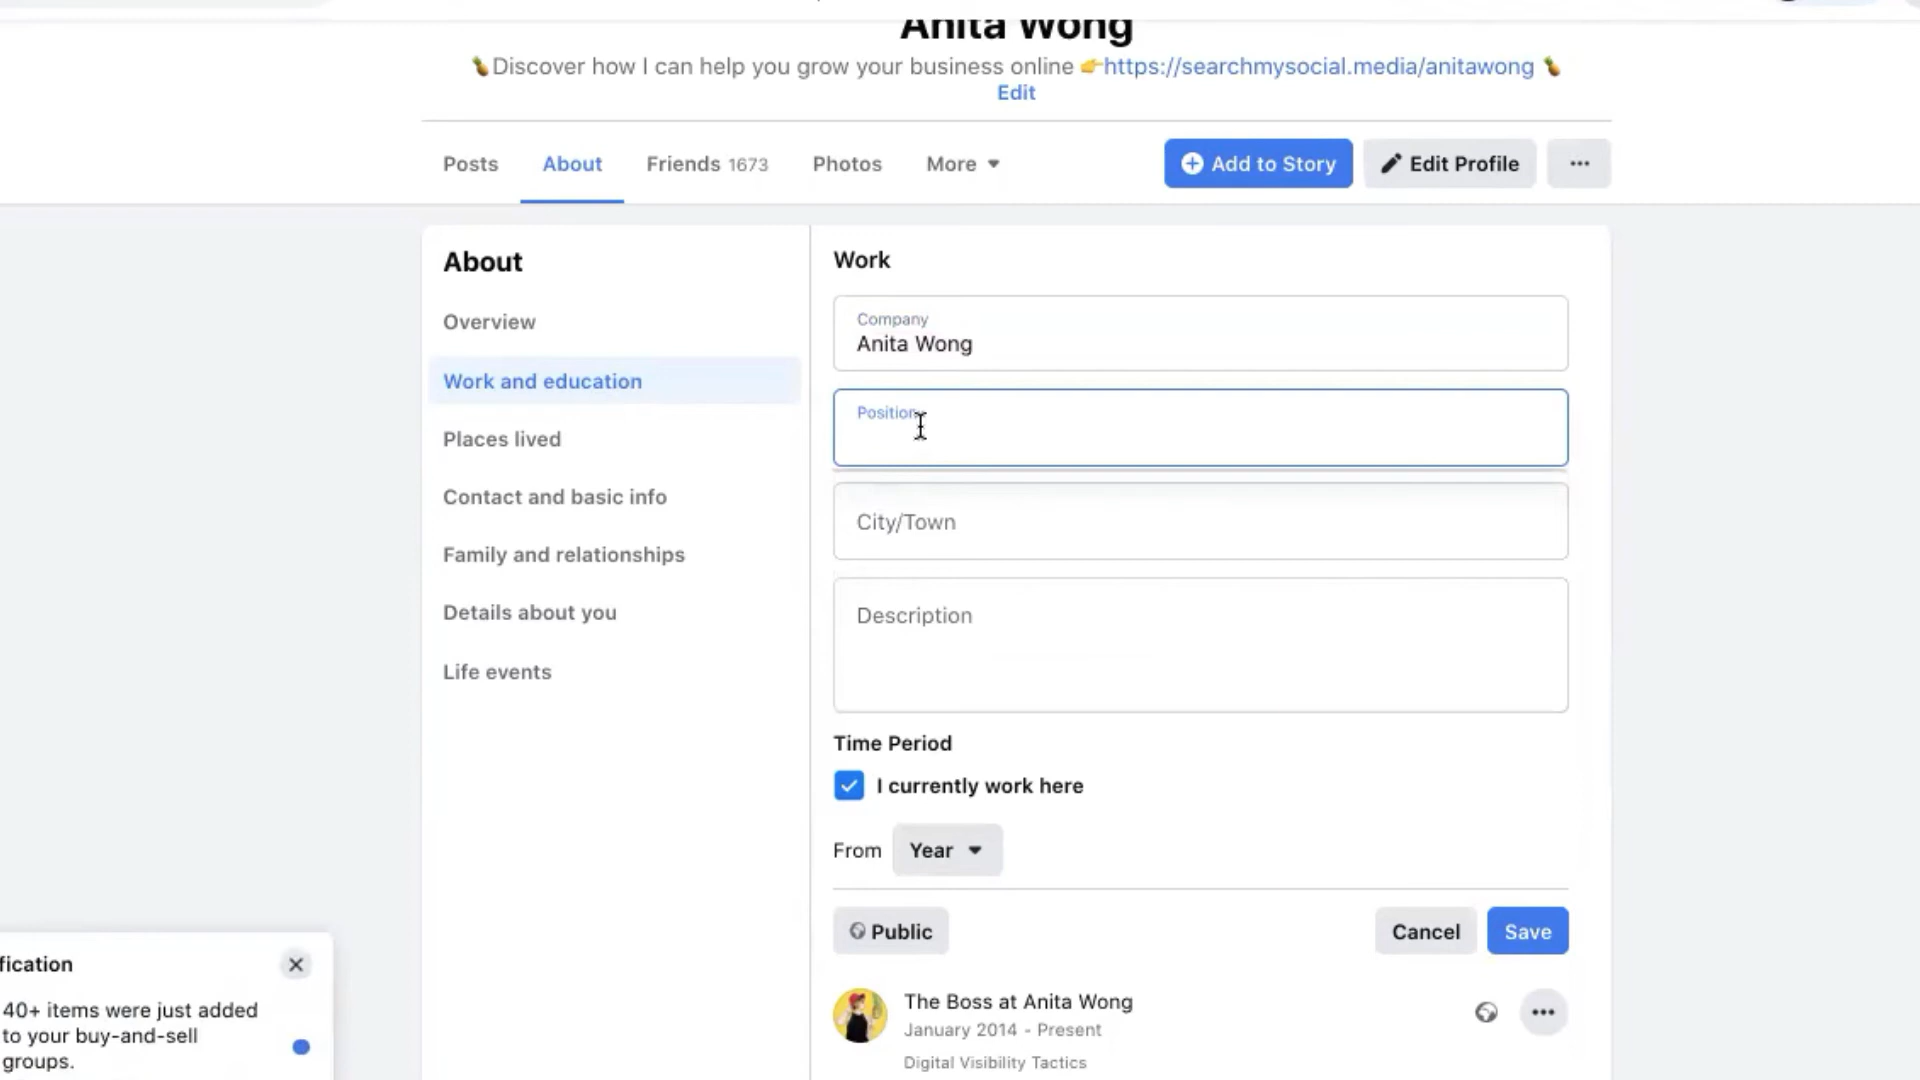 Anita Wong
🍍Discover how I can help you grow your business online 👉https://searchmysocial.media/anitawong 🍍
Edit
Posts About Friends 1673 Photos More Add to Story Edit Profile ...
About
Overview
Work and education
Places lived
Contact and basic info
Family and relationships
Details about you
Life events
Work
Company
Anita Wong
Position
City/Town
Description
Time Period
I currently work here
From Year
Public Cancel Save
The Boss at Anita Wong
January 2014 - Present
Digital Visibility Tactics
fication
40+ items were just added
to your buy-and-sell
groups.